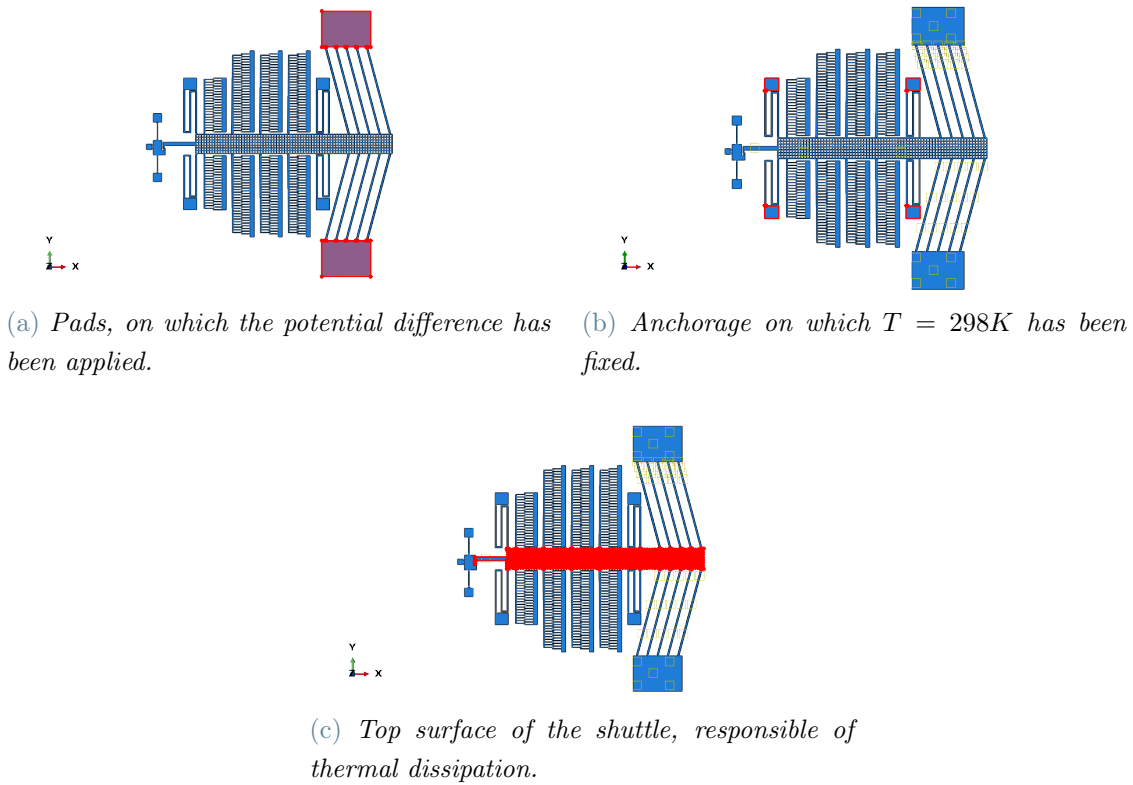 Y
Z
X
Y
Z
X
(a) Pads, on which the potential difference has
been applied.
(b) Anchorage on which T = 298K has been
fixed.
Y
Z
X
(c) Top surface of the shuttle, responsible of
thermal dissipation.